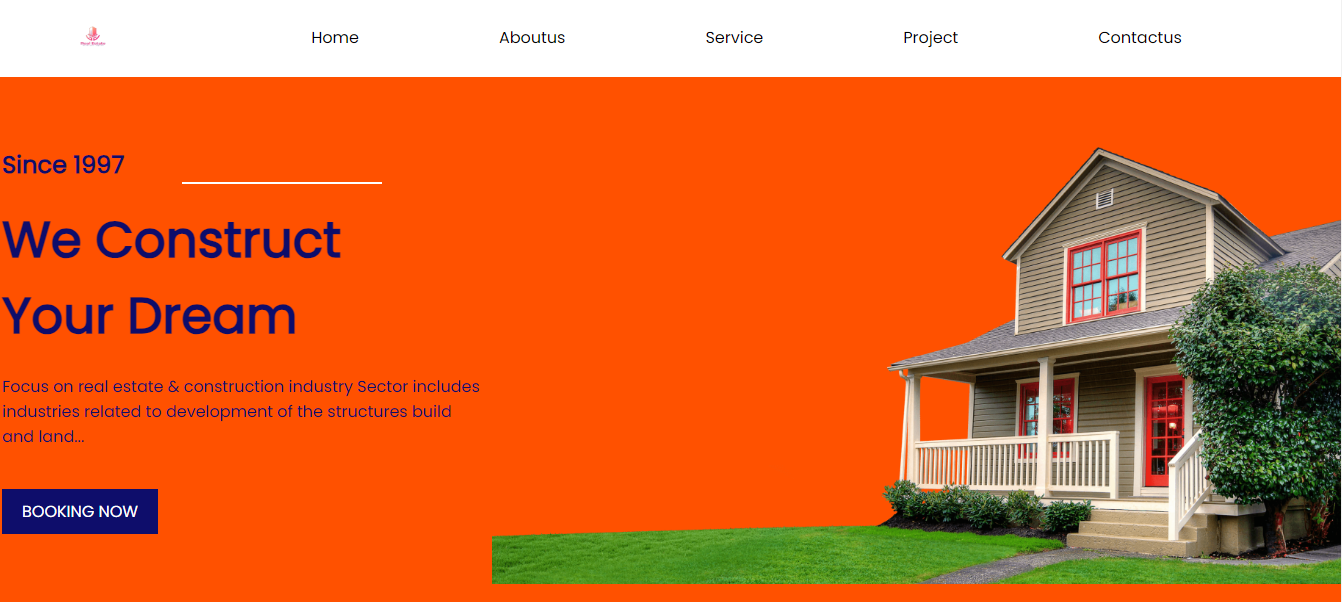 Home
Aboutus
Service
Project
Contactus
Since 1997
We Construct
Your Dream
Focus on real estate & construction industry Sector includes
industries related to development of the structures build
and land...
BOOKING NOW